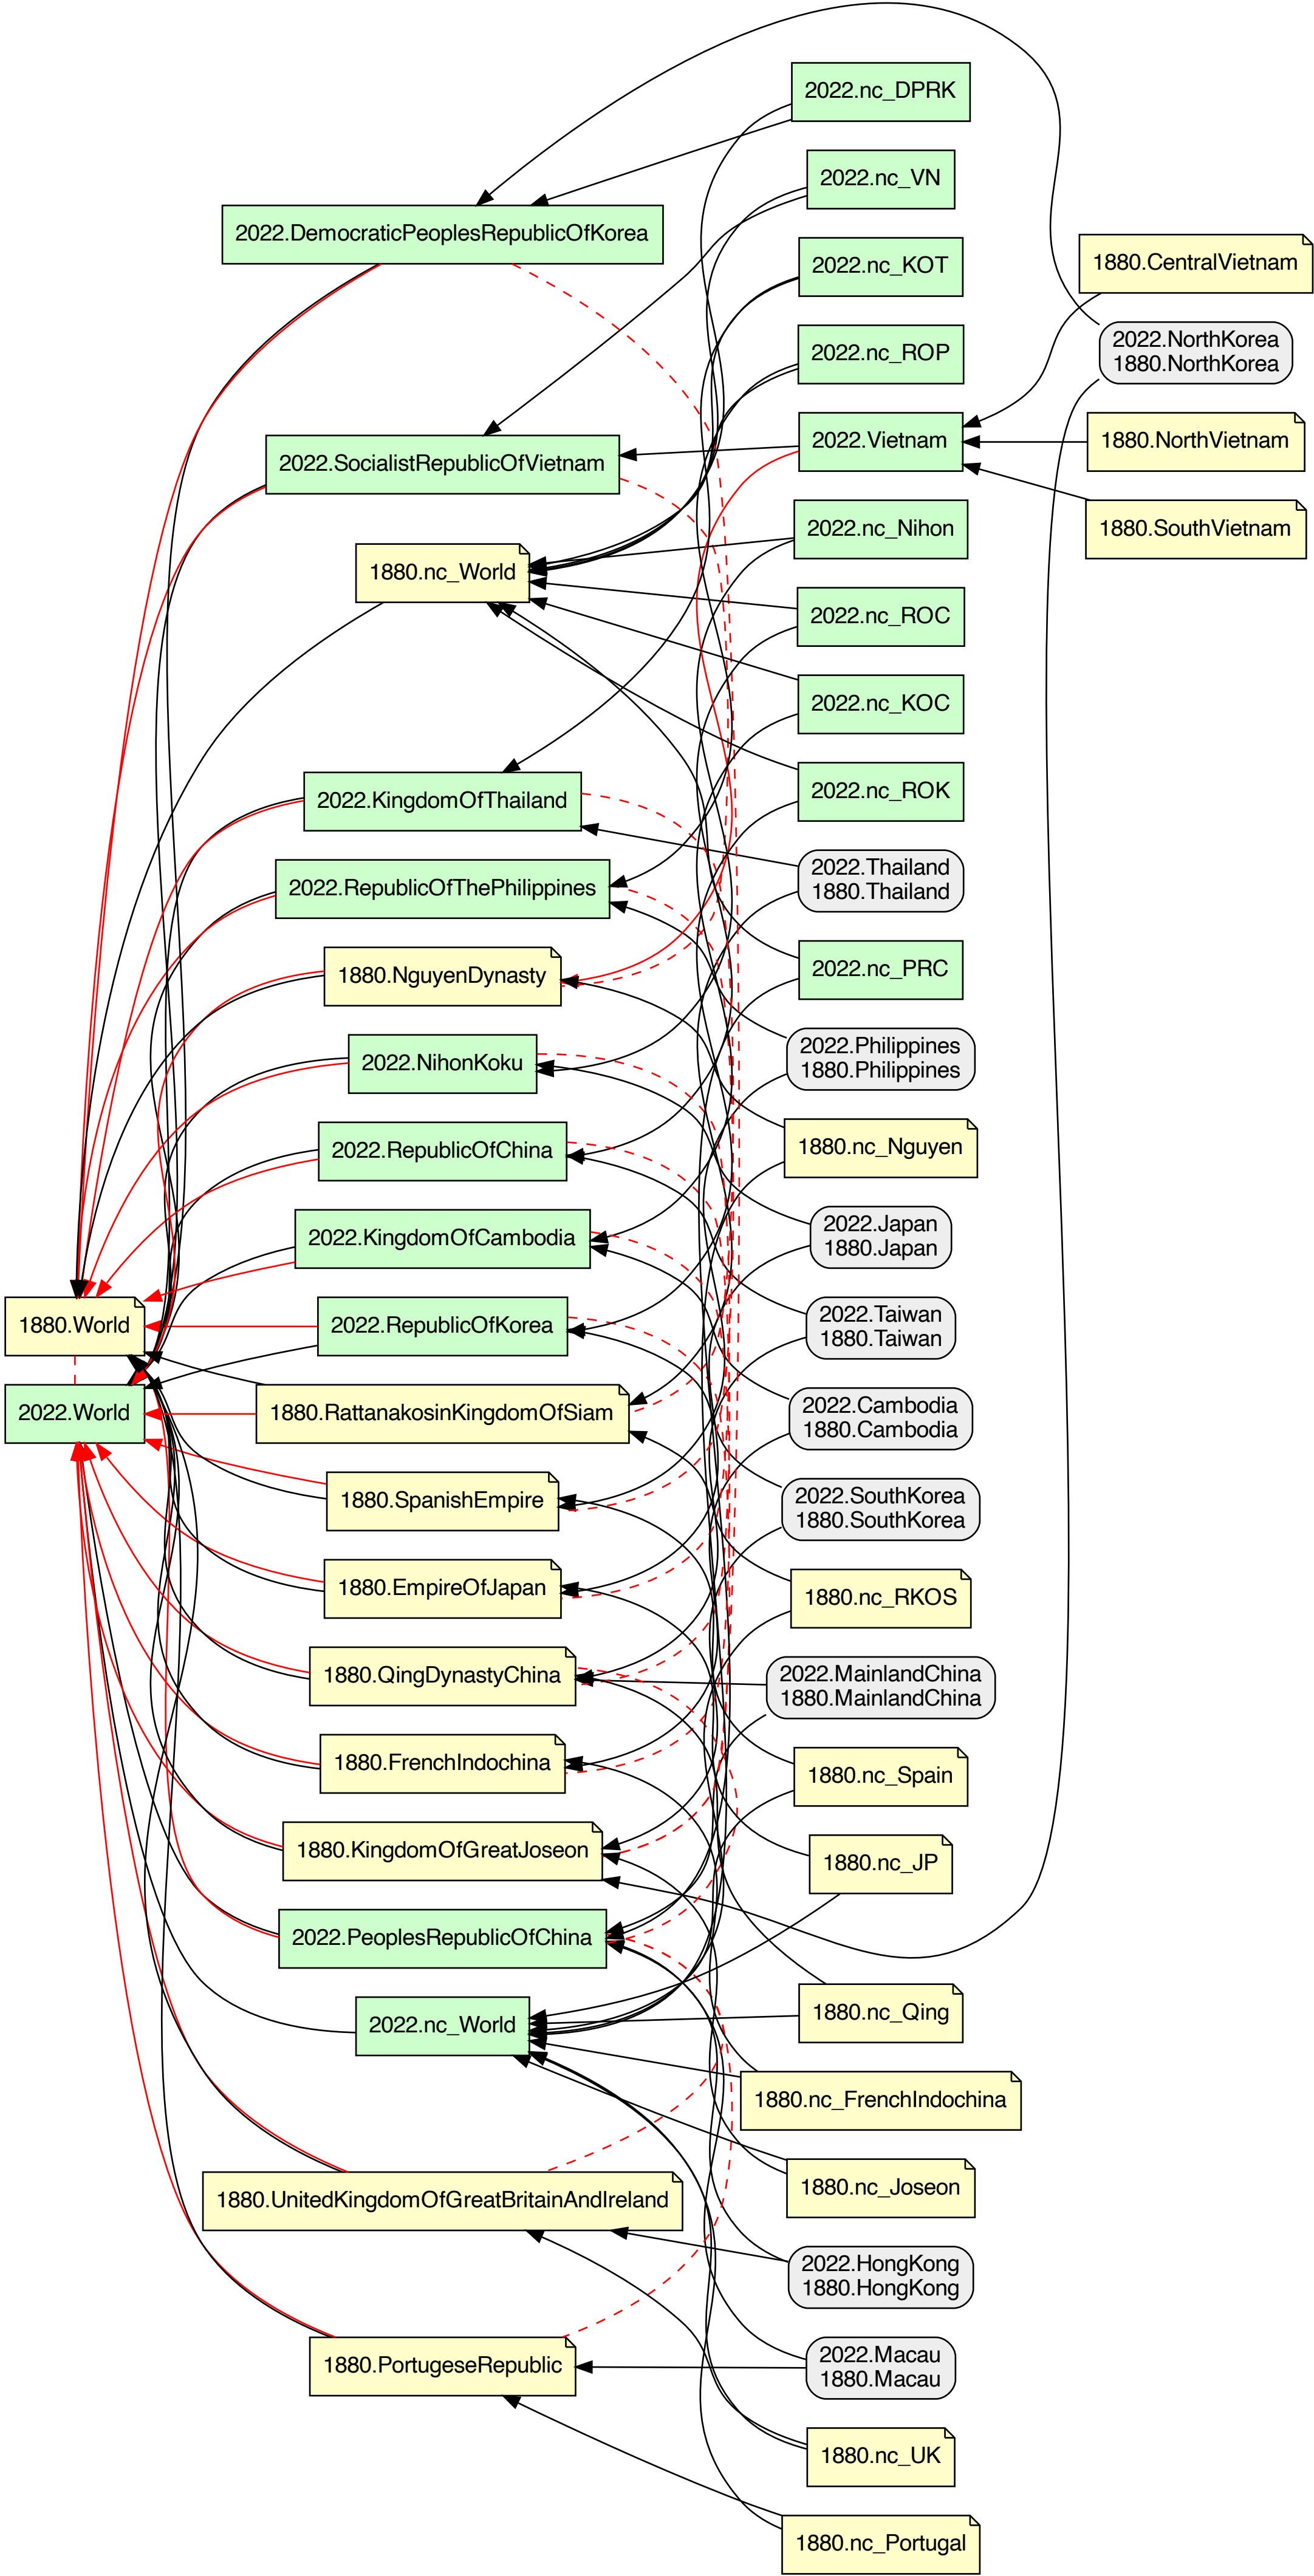 2022.nc_DPRK
2022.nc_VN
2022.DemocraticPeoplesRepublicOfKorea
1880.CentralVietnam
2022.nc_KOT
2022.NorthKorea
1880.NorthKorea
2022.nc_ROP
2022.Vietnam
1880.NorthVietnam
2022.SocialistRepublicOfVietnam
2022.nc_Nihon
1880.SouthVietnam
1880.nc_World
2022.nc_ROC
2022.nc_KOC
2022.nc_ROK
2022.KingdomOfThailand
2022.Thailand
1880.Thailand
2022.RepublicOfThePhilippines
2022.nc_PRC
1880.NguyenDynasty
2022.Philippines
1880.Philippines
2022.NihonKoku
1880.nc_Nguyen
2022.RepublicOfChina
2022.Japan
1880.Japan
2022.KingdomOfCambodia
2022.Taiwan
1880.Taiwan
1880.World
2022.RepublicOfKorea
2022.Cambodia
1880.Cambodia
2022.World
1880.RattanakosinKingdomOfSiam
2022.SouthKorea
1880.SouthKorea
1880.SpanishEmpire
1880.EmpireOfJapan
1880.nc_RKOS
1880.QingDynastyChina
2022.MainlandChina
1880.MainlandChina
1880.FrenchIndochina
1880.nc_Spain
1880.KingdomOfGreatJoseon
1880.nc_JP
2022.PeoplesRepublicOfChina
2022.nc_World
1880.nc_Qing
1880.nc_FrenchIndochina
1880.UnitedKingdomOfGreatBritainAndIreland
1880.nc_Joseon
2022.HongKong
1880.HongKong
1880.PortugeseRepublic
2022.Macau
1880.Macau
1880.nc_UK
1880.nc_Portugal